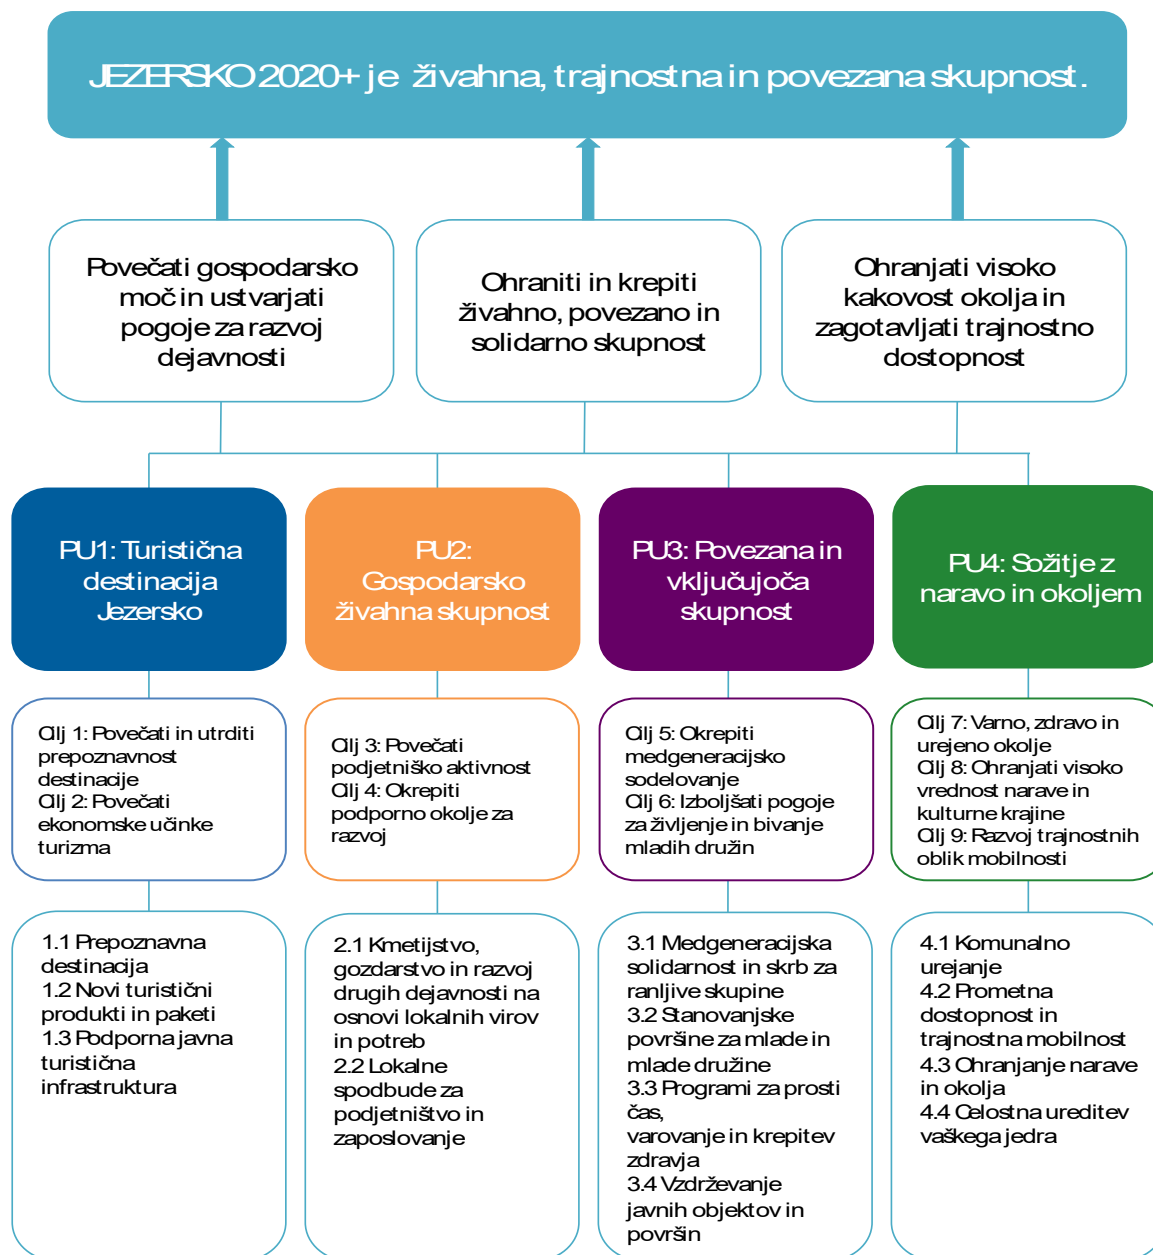 JEZERSKO 2020+ je živahna, trajnostna in povezana skupnost.
Povečati gospodarsko
moč in ustvarjati
pogoje za razvoj
dejavnosti
Ohraniti in krepiti
živahno, povezano in
solidarno skupnost
Ohranjati visoko
kakovost okolja in
zagotavljati trajnostno
dostopnost
PU1: Turistična
destinacija
Jezersko
PU2:
Gospodarsko
živahna skupnost
PU3: Povezana in
vključujoča
skupnost
PU4: Sožitje z
naravo in okoljem
Cilj 1: Povečati in utrditi
prepoznavnost
destinacije
Cilj 2: Povečati
ekonomske učinke
turizma
Cilj 3: Povečati
podjetniško aktivnost
Cilj 4: Okrepiti
podporno okolje za
razvoj
Cilj 5: Okrepiti
medgeneracijsko
sodelovanje
Cilj 6: Izboljšati pogoje
za življenje in bivanje
mladih družin
Cilj 7: Varno, zdravo in
urejeno okolje
Cilj 8: Ohranjati visoko
vrednost narave in
kulturne krajine
Cilj 9: Razvoj trajnostnih
oblik mobilnosti
1.1 Prepoznavna
destinacija
1.2 Novi turistični
produkti in paketi
1.3 Podporna javna
turistična
infrastruktura
2.1 Kmetijstvo,
gozdarstvo in razvoj
drugih dejavnosti na
osnovi lokalnih virov
in potreb
2.2 Lokalne
spodbude za
podjetništvo in
zaposlovanje
3.1 Medgeneracijska
solidarnost in skrb za
ranljive skupine
3.2 Stanovanjske
površine za mlade in
mlade družine
3.3 Programi za prosti
čas,
varovanje in krepitev
zdravja
3.4 Vzdrževanje
javnih objektov in
površin
4.1 Komunalno
urejanje
4.2 Prometna
dostopnost in
trajnostna mobilnost
4.3 Ohranjanje narave
in okolja
4.4 Celostna ureditev
vaškega jedra